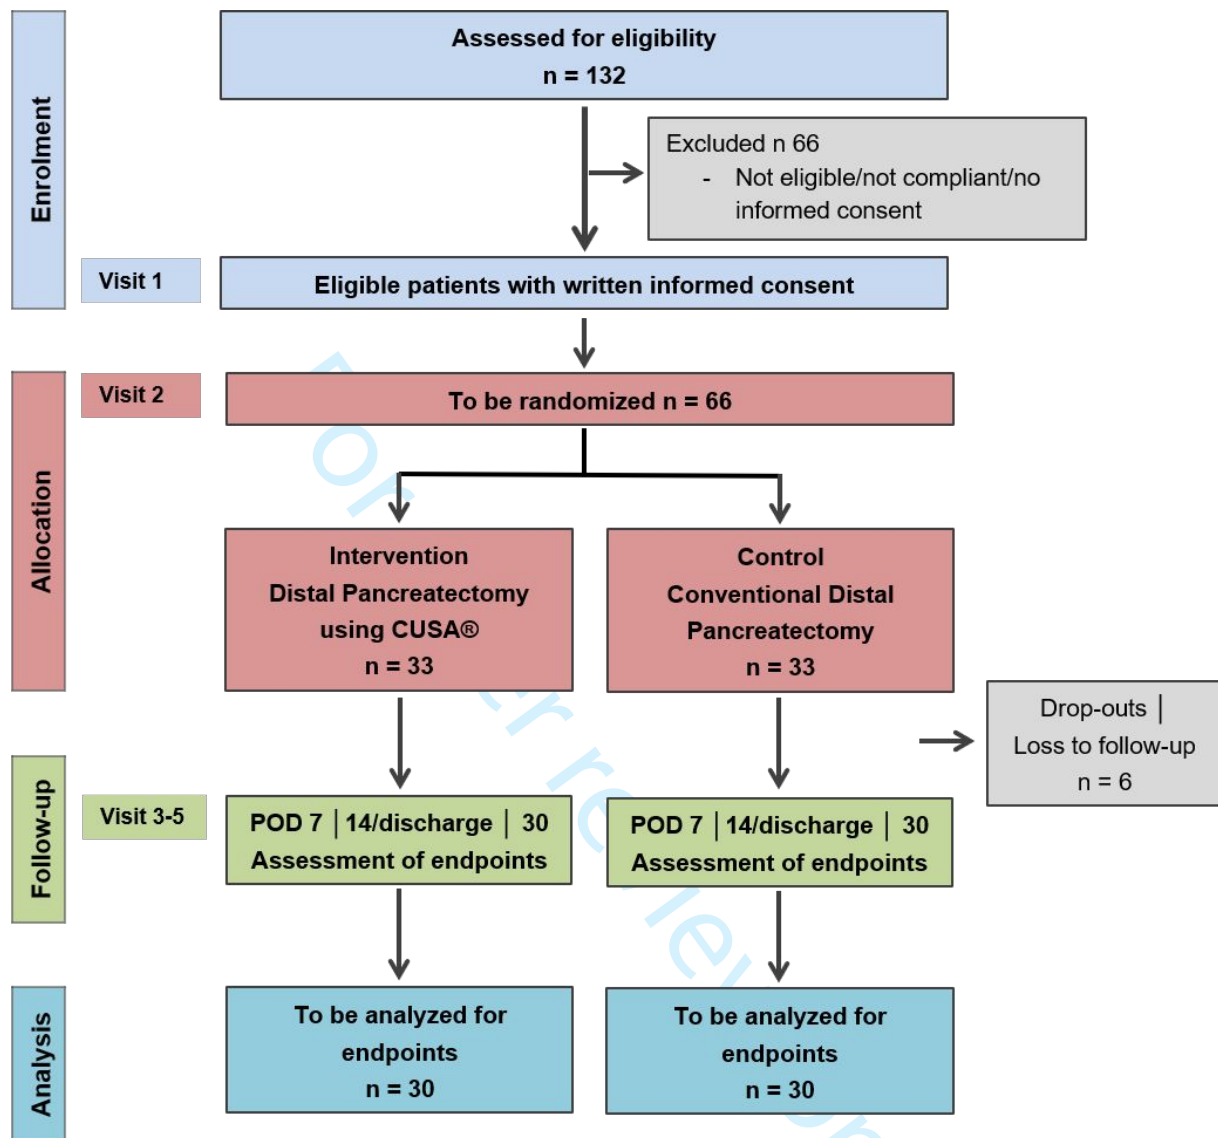 Enrolment
Assessed for eligibility
n = 132
Excluded n 66
- Not eligible/not compliant/no
informed consent
Visit 1
Eligible patients with written informed consent
Allocation
Visit 2
To be randomized n = 66
Intervention
Distal Pancreatectomy
using CUSA®
n = 33
Control
Conventional Distal
Pancreatectomy
n = 33
Drop-outs |
Loss to follow-up
n = 6
Follow-up
Visit 3-5
POD 7 | 14/discharge | 30
Assessment of endpoints
POD 7 | 14/discharge | 30
Assessment of endpoints
Analysis
To be analyzed for
endpoints
n = 30
To be analyzed for
endpoints
n = 30